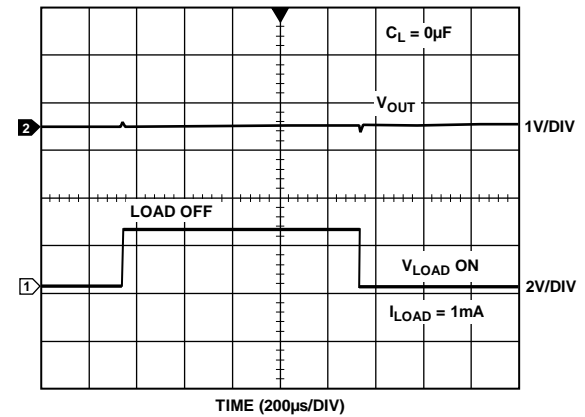 C_L = 0µF
V_OUT
2
1V/DIV
LOAD OFF
V_LOAD ON
1
2V/DIV
I_LOAD = 1mA
TIME (200µs/DIV)